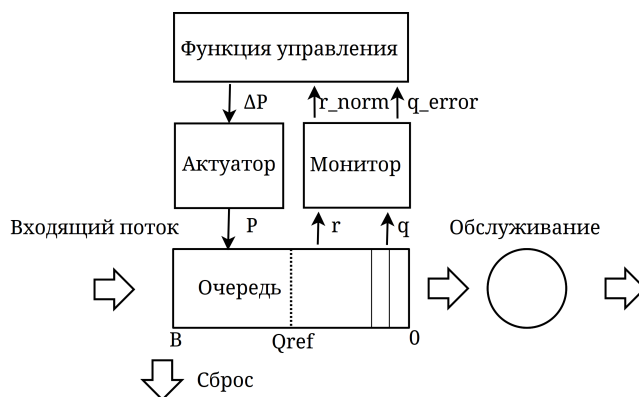 Функция управления
ΔP
r_norm
q_error
Актуатор
Монитор
Входящий поток
P
r
q
Обслуживание
Очередь
B
Qref
0
Сброс